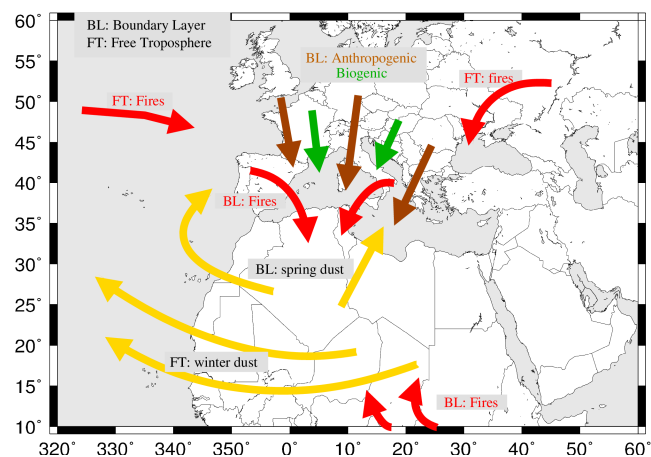 60°
BL: Boundary Layer
FT: Free Troposphere
BL: Anthropogenic
Biogenic
55°
FT: Fires
FT: fires
50°
45°
40°
BL: Fires
35°
30°
BL: spring dust
25°
20°
FT: winter dust
15°
BL: Fires
10°
320° 330° 340° 350° 0° 10° 20° 30° 40° 50° 60°